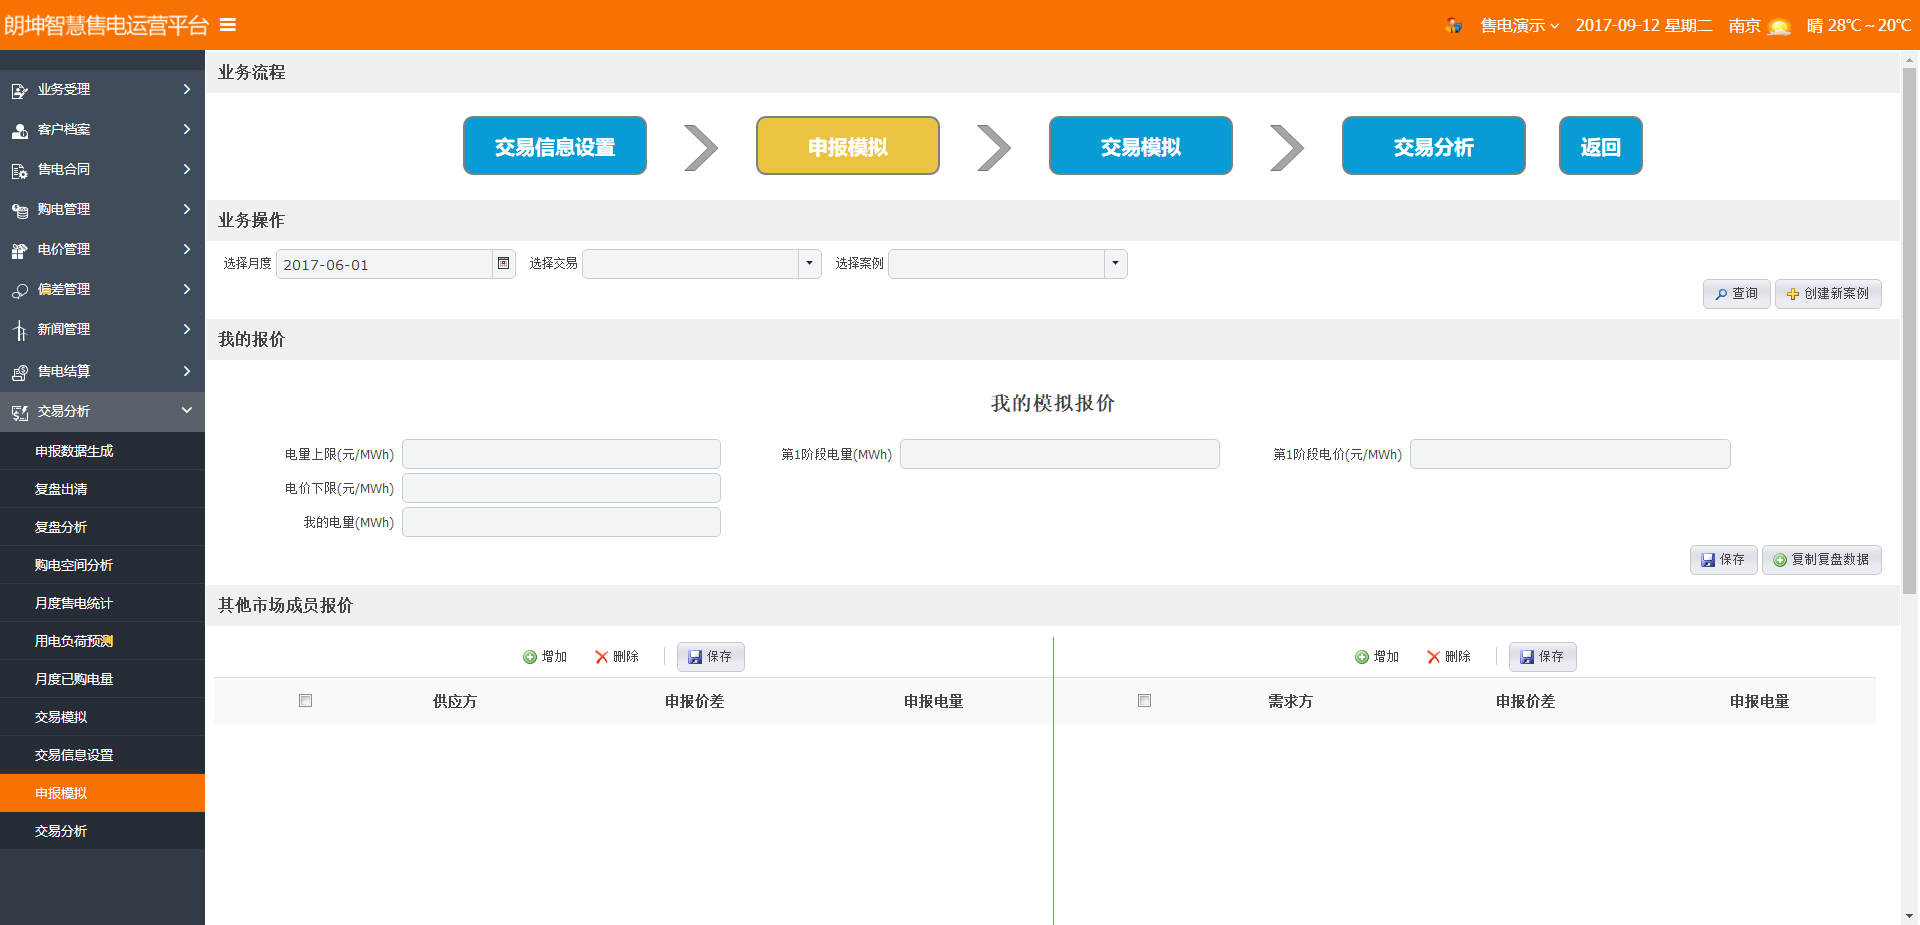 朗坤智慧售电运营平台
售电演示 2017-09-12 星期二 南京 晴 28℃～20℃
业务受理
客户档案
售电合同
购电管理
电价管理
偏差管理
新闻管理
售电结算
交易分析
申报数据生成
复盘出清
复盘分析
购电空间分析
月度售电统计
用电负荷预测
月度已购电量
交易模拟
交易信息设置
申报模拟
交易分析
业务流程
交易信息设置 申报模拟 交易模拟 交易分析 返回
业务操作
选择月度 2017-06-01 选择交易 选择案例
查询 创建新案例
我的报价
我的模拟报价
电量上限(元/MWh) 第1阶段电量(MWh) 第1阶段电价(元/MWh)
电价下限(元/MWh)
我的电量(MWh)
保存 复制复盘数据
其他市场成员报价
增加 删除 保存 增加 删除 保存
供应方 申报价差 申报电量 需求方 申报价差 申报电量